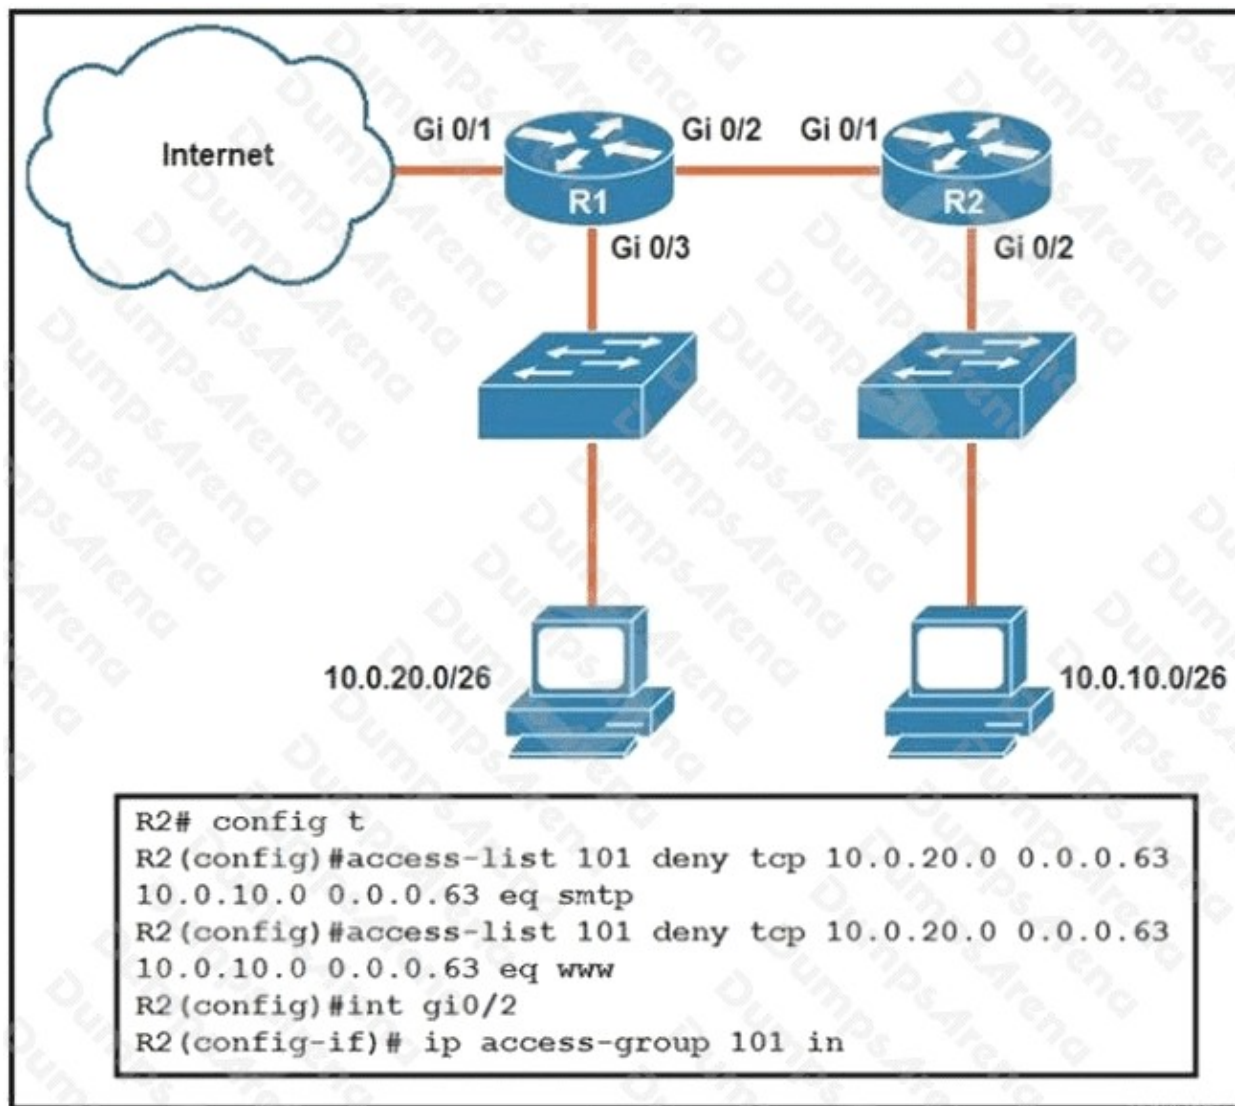 Internet
Gi 0/1
R1
Gi 0/2
Gi 0/1
R2
Gi 0/3
Gi 0/2
10.0.20.0/26
10.0.10.0/26
R2# config t
R2(config)#access-list 101 deny tcp 10.0.20.0 0.0.0.63
10.0.10.0 0.0.0.63 eq smtp
R2(config)#access-list 101 deny tcp 10.0.20.0 0.0.0.63
10.0.10.0 0.0.0.63 eq www
R2(config)#int gi0/2
R2(config-if)# ip access-group 101 in
DumpsArena